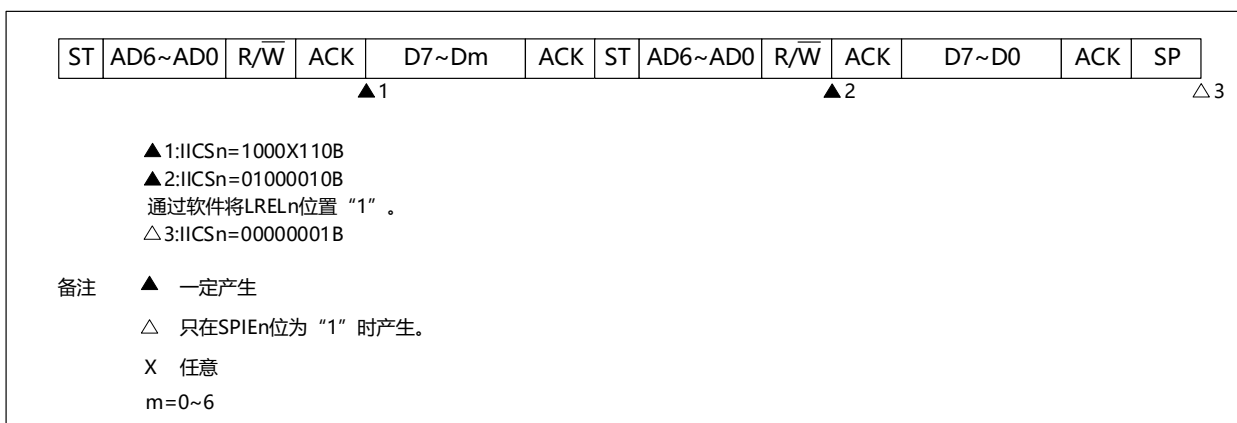 ST AD6~AD0 R/W̅ ACK D7~Dm ACK ST AD6~AD0 R/W̅ ACK D7~D0 ACK SP
▲1 ▲2 △3
▲1:IICSn=1000X110B
▲2:IICSn=01000010B
通过软件将LRELn位置“1”。
△3:IICSn=00000001B
备注 ▲ 一定产生
△ 只在SPIEn位为“1”时产生。
X 任意
m=0~6